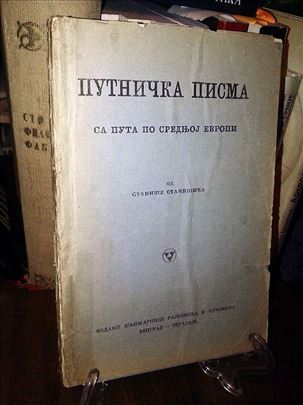 ПУТНИЧКА ПИСМА
СА ПУТА ПО СРЕДЊОЈ ЕВРОПИ
ОД
СТАНИШЕ СТАНИШИЋА
ИЗДАЊЕ КЊИЖАРНИЦЕ РАЈКОВИЋА И ЋУКОВИЋА
БЕОГРАД – ТЕРАЗИЈЕ